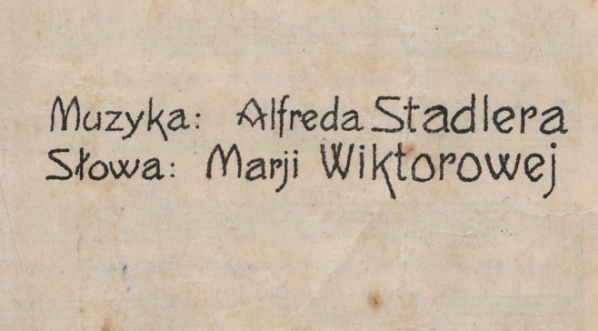 Muzyka: Alfreda Stadlera
Słowa: Marji Wiktorowej